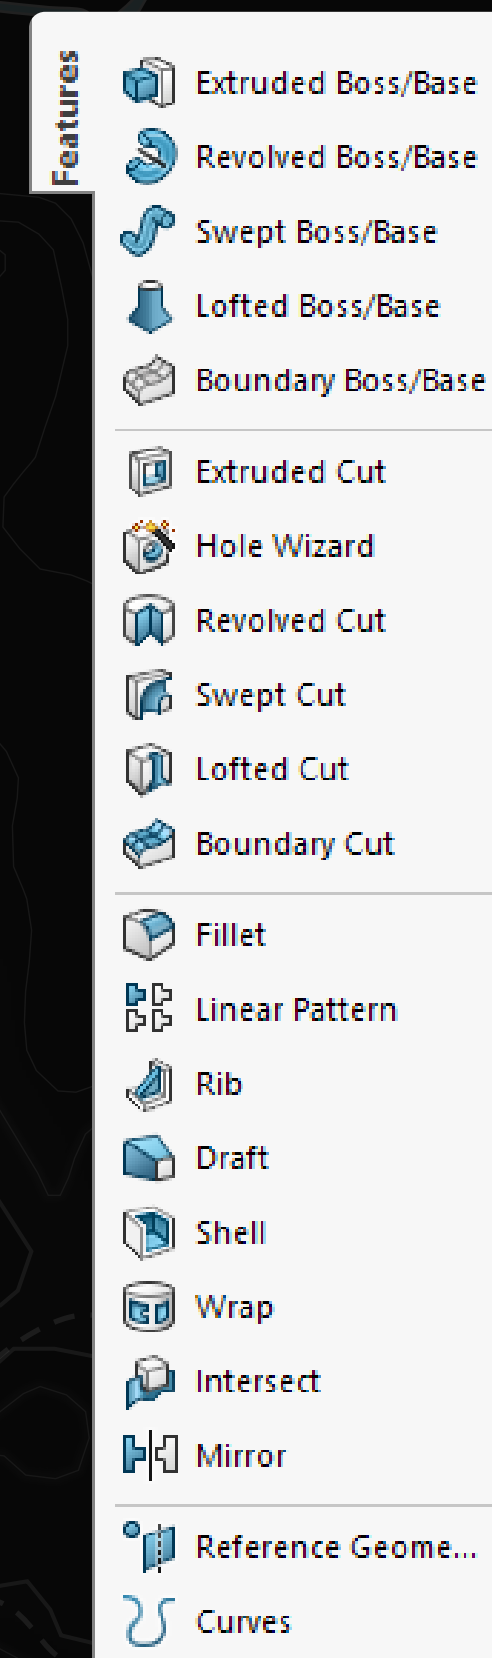 Features
Extruded Boss/Base
Revolved Boss/Base
Swept Boss/Base
Lofted Boss/Base
Boundary Boss/Base
Extruded Cut
Hole Wizard
Revolved Cut
Swept Cut
Lofted Cut
Boundary Cut
Fillet
Linear Pattern
Rib
Draft
Shell
Wrap
Intersect
Mirror
Reference Geome...
Curves